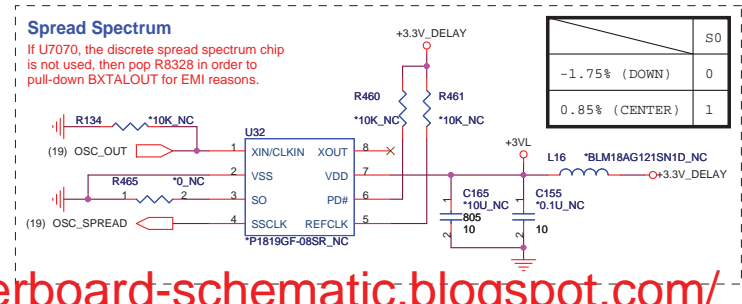 Spread Spectrum
If U7070, the discrete spread spectrum chip
is not used, then pop R8328 in order to
pull-down BXTALOUT for EMI reasons.
+3.3V_DELAY
S0
-1.75% (DOWN) 0
0.85% (CENTER) 1
R134 *10K_NC
R460 R461
*10K_NC *10K_NC
U32
(19) OSC_OUT
1 XIN/CLKIN XOUT 8
2 VSS VDD 7
3 SO PD# 6
4 SSCLK REFCLK 5
*P1819GF-08SR_NC
R465 *0_NC
1 2
(19) OSC_SPREAD
+3VL
L16 *BLM18AG121SN1D_NC
+3.3V_DELAY
C165
*10U_NC
805
10
1
2
C155
*0.1U_NC
10
1
2
erboard-schematic.blogspot.com/